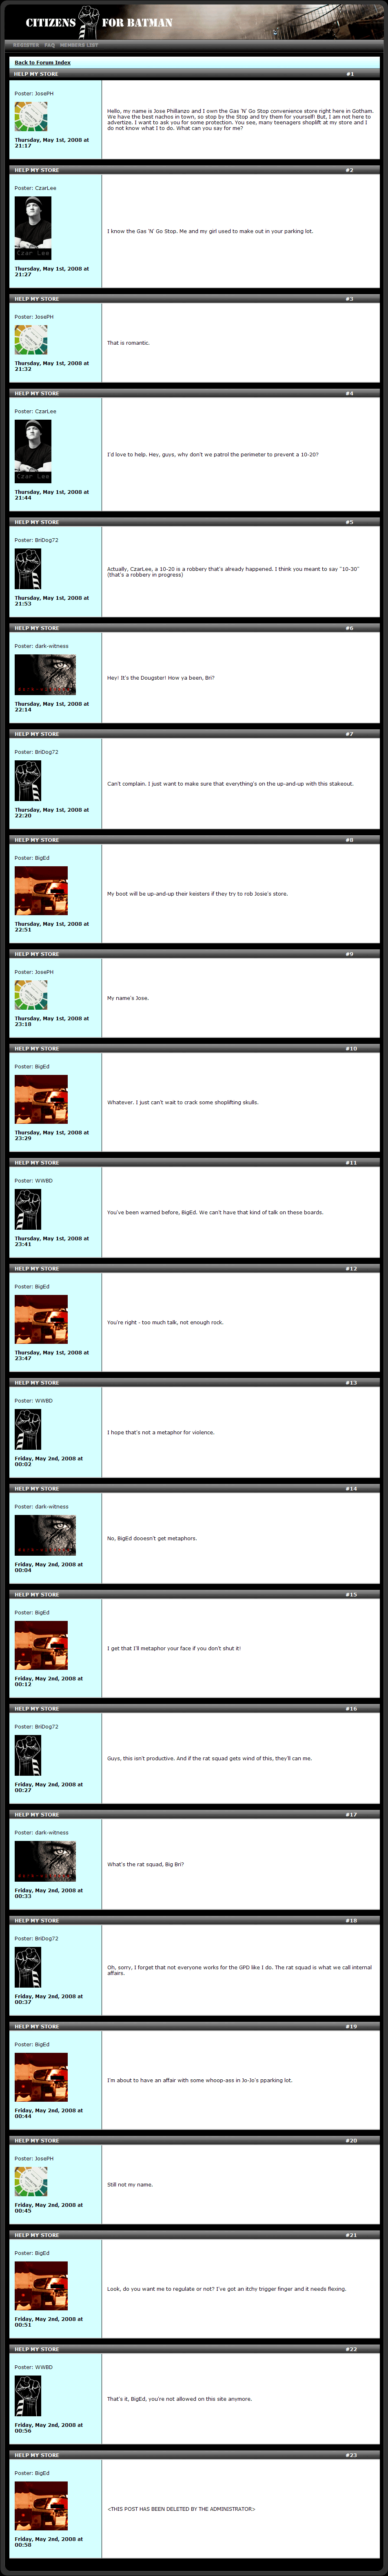 CITIZENS FOR BATMAN
REGISTER FAQ MEMBERS LIST
Back to Forum Index
HELP MY STORE #1
Poster: JosePH
Thursday, May 1st, 2008 at
21:17
Hello, my name is Jose Phillanzo and I own the Gas 'N' Go Stop convenience store right here in Gotham.
We have the best nachos in town, so stop by the Stop and try them for yourself! But, I am not here to
advertize. I want to ask you for some protection. You see, many teenagers shoplift at my store and I
do not know what I to do. What can you say for me?
HELP MY STORE #2
Poster: CzarLee
Czar Lee
Thursday, May 1st, 2008 at
21:27
I know the Gas 'N' Go Stop. Me and my girl used to make out in your parking lot.
HELP MY STORE #3
Poster: JosePH
Thursday, May 1st, 2008 at
21:32
That is romantic.
HELP MY STORE #4
Poster: CzarLee
Czar Lee
Thursday, May 1st, 2008 at
21:44
I'd love to help. Hey, guys, why don't we patrol the perimeter to prevent a 10-20?
HELP MY STORE #5
Poster: BriDog72
Thursday, May 1st, 2008 at
21:53
Actually, CzarLee, a 10-20 is a robbery that's already happened. I think you meant to say "10-30"
(that's a robbery in progress)
HELP MY STORE #6
Poster: dark-witness
Thursday, May 1st, 2008 at
22:14
Hey! It's the Dougster! How ya been, Bri?
HELP MY STORE #7
Poster: BriDog72
Thursday, May 1st, 2008 at
22:20
Can't complain. I just want to make sure that everything's on the up-and-up with this stakeout.
HELP MY STORE #8
Poster: BigEd
Thursday, May 1st, 2008 at
22:51
My boot will be up-and-up their keisters if they try to rob Josie's store.
HELP MY STORE #9
Poster: JosePH
Thursday, May 1st, 2008 at
23:18
My name's Jose.
HELP MY STORE #10
Poster: BigEd
Thursday, May 1st, 2008 at
23:29
Whatever. I just can't wait to crack some shoplifting skulls.
HELP MY STORE #11
Poster: WWBD
Thursday, May 1st, 2008 at
23:41
You've been warned before, BigEd. We can't have that kind of talk on these boards.
HELP MY STORE #12
Poster: BigEd
Thursday, May 1st, 2008 at
23:47
You're right - too much talk, not enough rock.
HELP MY STORE #13
Poster: WWBD
Friday, May 2nd, 2008 at
00:02
I hope that's not a metaphor for violence.
HELP MY STORE #14
Poster: dark-witness
Friday, May 2nd, 2008 at
00:04
No, BigEd dooesn't get metaphors.
HELP MY STORE #15
Poster: BigEd
Friday, May 2nd, 2008 at
00:12
I get that I'll metaphor your face if you don't shut it!
HELP MY STORE #16
Poster: BriDog72
Friday, May 2nd, 2008 at
00:27
Guys, this isn't productive. And if the rat squad gets wind of this, they'll can me.
HELP MY STORE #17
Poster: dark-witness
Friday, May 2nd, 2008 at
00:33
What's the rat squad, Big Bri?
HELP MY STORE #18
Poster: BriDog72
Friday, May 2nd, 2008 at
00:37
Oh, sorry, I forget that not everyone works for the GPD like I do. The rat squad is what we call internal
affairs.
HELP MY STORE #19
Poster: BigEd
Friday, May 2nd, 2008 at
00:44
I'm about to have an affair with some whoop-ass in Jo-Jo's pparking lot.
HELP MY STORE #20
Poster: JosePH
Friday, May 2nd, 2008 at
00:45
Still not my name.
HELP MY STORE #21
Poster: BigEd
Friday, May 2nd, 2008 at
00:51
Look, do you want me to regulate or not? I've got an itchy trigger finger and it needs flexing.
HELP MY STORE #22
Poster: WWBD
Friday, May 2nd, 2008 at
00:56
That's it, BigEd, you're not allowed on this site anymore.
HELP MY STORE #23
Poster: BigEd
Friday, May 2nd, 2008 at
00:58
<THIS POST HAS BEEN DELETED BY THE ADMINISTRATOR>